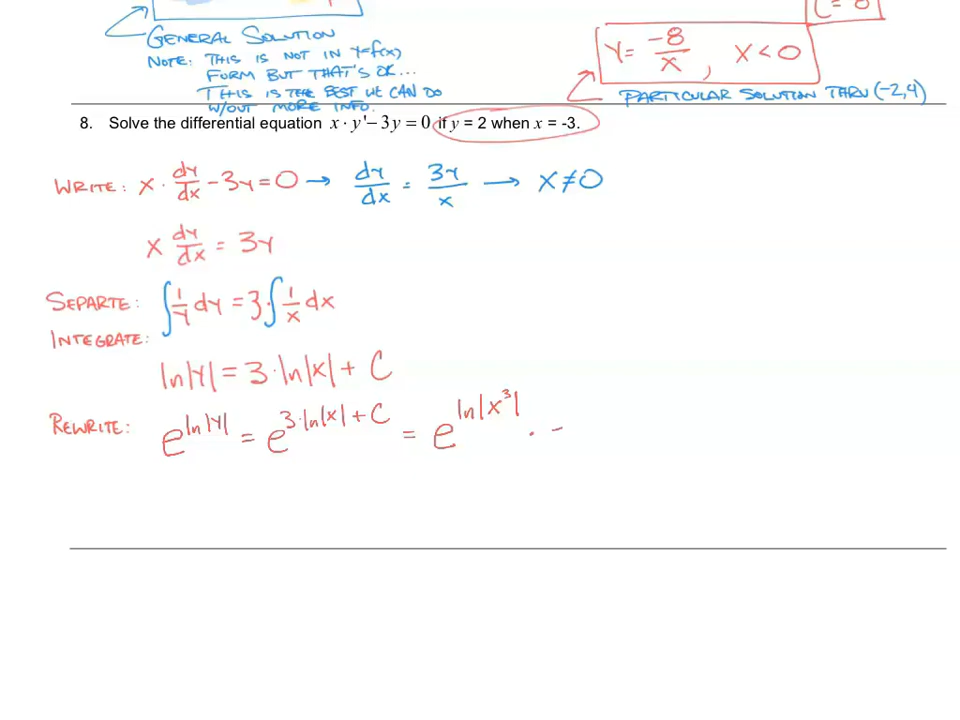 C = 8
GENERAL SOLUTION
NOTE: THIS IS NOT IN Y=f(x)
FORM BUT THAT'S OK...
THIS IS THE BEST WE CAN DO
W/OUT MORE INFO.
Y = -8/X , X < 0
PARTICULAR SOLUTION THRU (-2,4)
8. Solve the differential equation x · y' − 3y = 0 if y = 2 when x = -3.
WRITE: X · dy/dx − 3Y = 0 → dy/dx = 3Y/X → X ≠ 0
X dy/dx = 3Y
SEPARTE: ∫ 1/Y dY = 3·∫ 1/X dX
INTEGRATE:
ln|Y| = 3·ln|X| + C
REWRITE: e^ln|Y| = e^3·ln|X| + C = e^ln|X³| ·